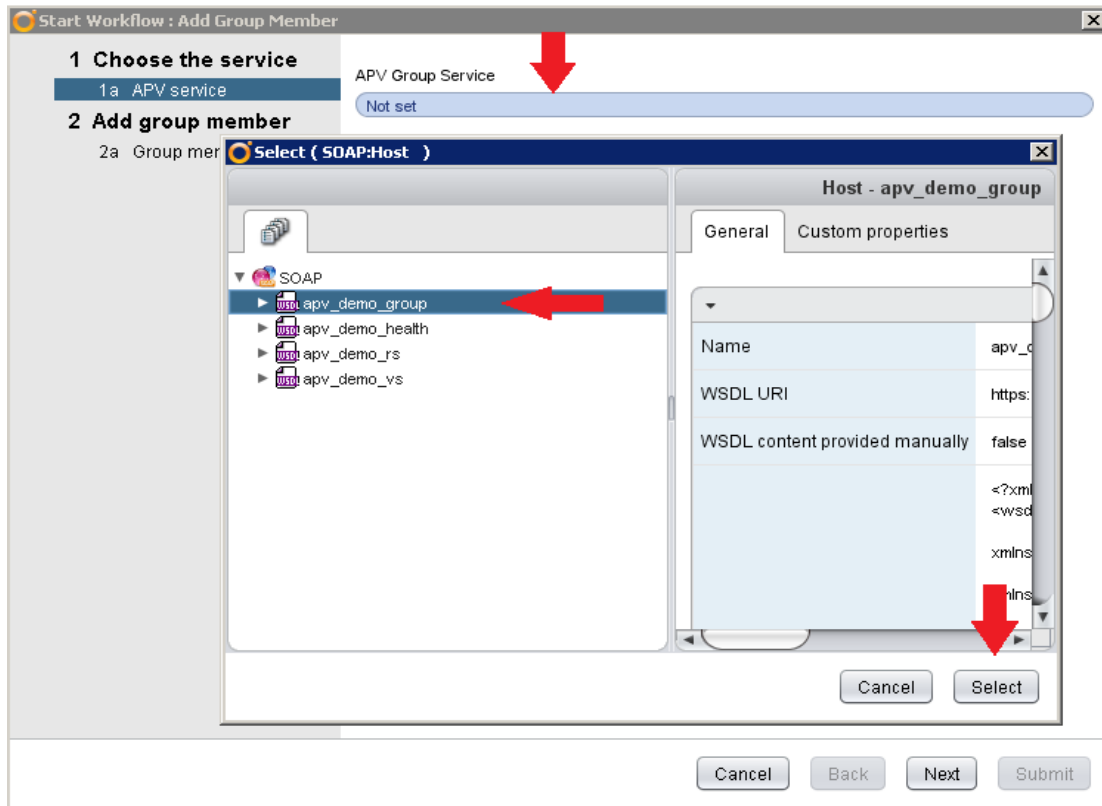 Start Workflow : Add Group Member
1 Choose the service
1a APV service
2 Add group member
2a Group mer
APV Group Service
Not set
Select ( SOAP:Host )
Host - apv_demo_group
General
Custom properties
SOAP
apv_demo_group
apv_demo_health
apv_demo_rs
apv_demo_vs
Name
apv_d
WSDL URI
https:
WSDL content provided manually
false
<?xml
<wsd
xmlns
Cancel
Select
Cancel
Back
Next
Submit